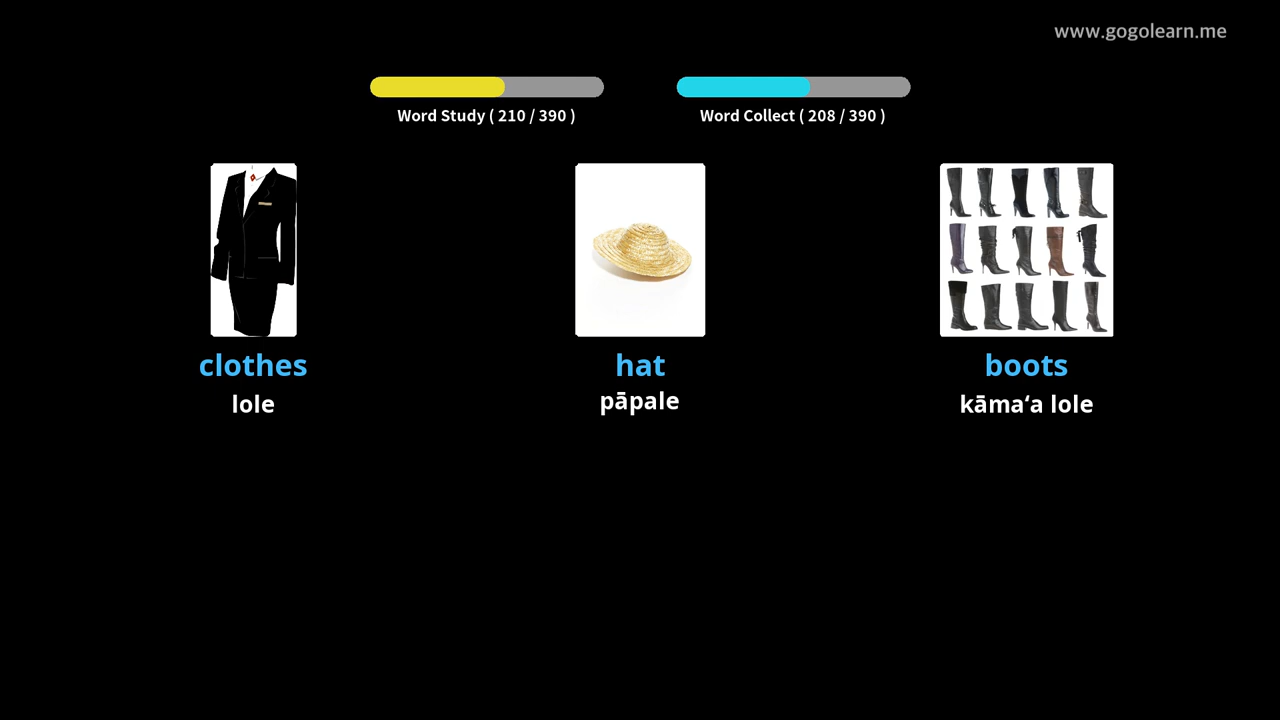 www.gogolearn.me
Word Study ( 210 / 390 )
Word Collect ( 208 / 390 )
clothes
lole
hat
pāpale
boots
kāmaʻa lole